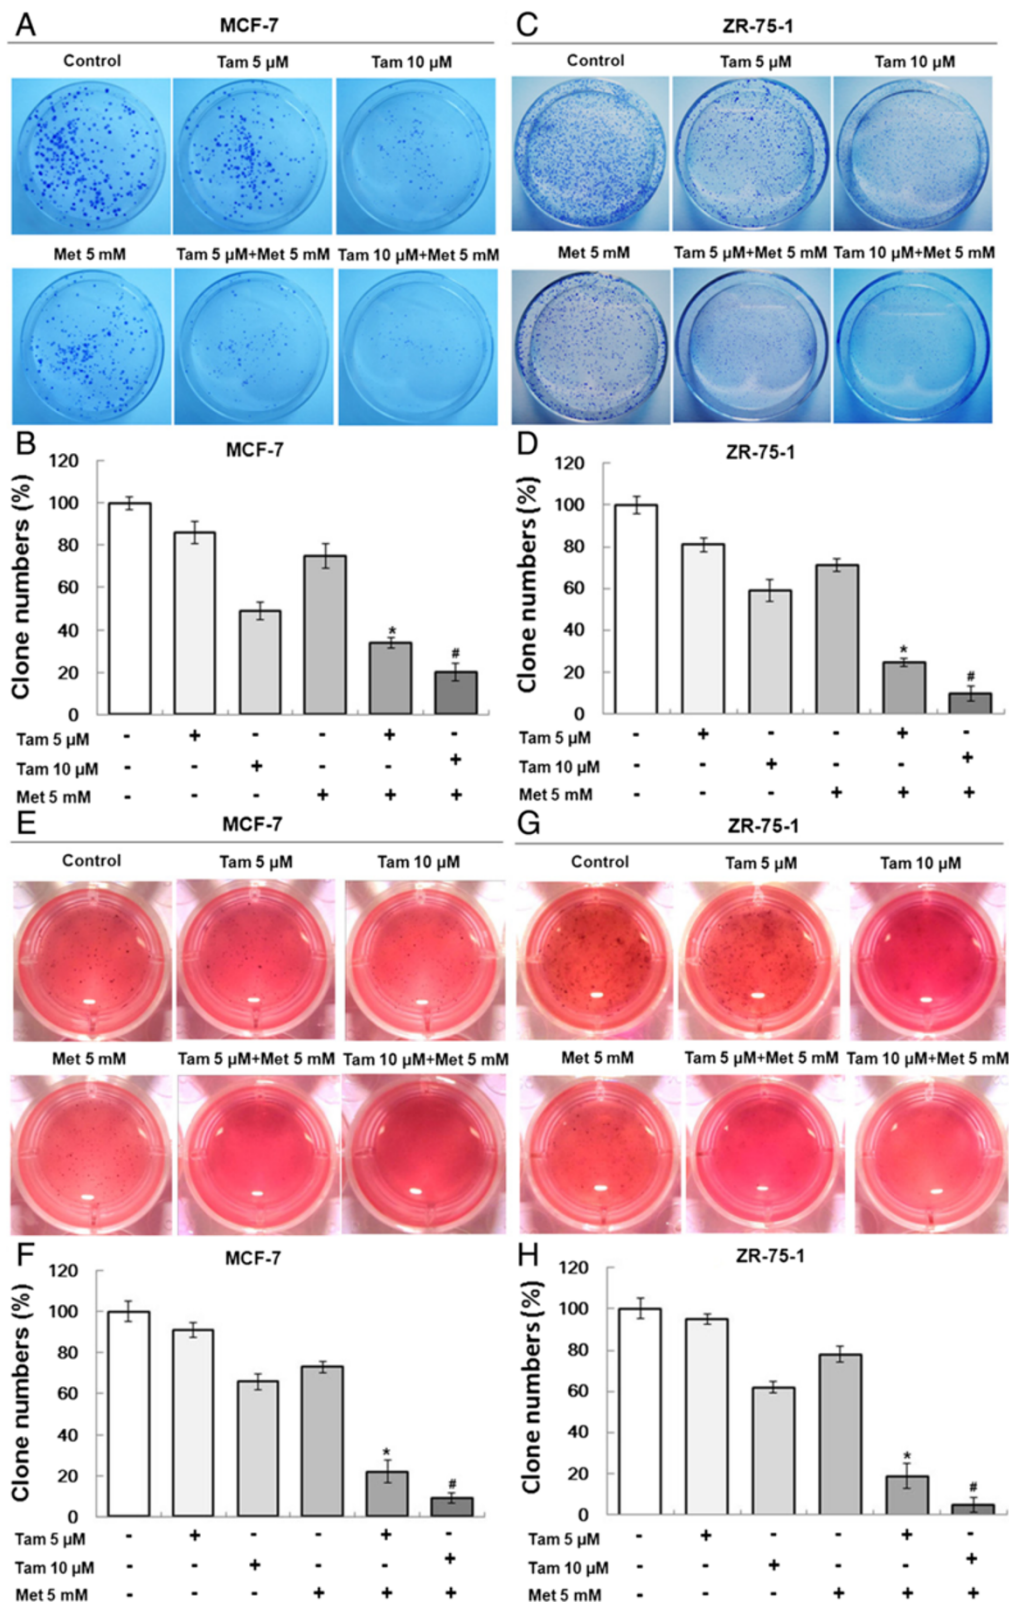 A MCF-7
Control Tam 5 µM Tam 10 µM
Met 5 mM Tam 5 µM+Met 5 mM Tam 10 µM+Met 5 mM
C ZR-75-1
Control Tam 5 µM Tam 10 µM
Met 5 mM Tam 5 µM+Met 5 mM Tam 10 µM+Met 5 mM
B MCF-7
Clone numbers (%)
120
100
80
60
40
20
0
* #
Tam 5 µM - + - - + -
Tam 10 µM - - + - - +
Met 5 mM - - - + + +
D ZR-75-1
Clone numbers (%)
120
100
80
60
40
20
0
* #
Tam 5 µM - + - - + -
Tam 10 µM - - + - - +
Met 5 mM - - - + + +
E MCF-7
Control Tam 5 µM Tam 10 µM
Met 5 mM Tam 5 µM+Met 5 mM Tam 10 µM+Met 5 mM
G ZR-75-1
Control Tam 5 µM Tam 10 µM
Met 5 mM Tam 5 µM+Met 5 mM Tam 10 µM+Met 5 mM
F MCF-7
Clone numbers (%)
120
100
80
60
40
20
0
* #
Tam 5 µM - + - - + -
Tam 10 µM - - + - - +
Met 5 mM - - - + + +
H ZR-75-1
Clone numbers (%)
120
100
80
60
40
20
0
* #
Tam 5 µM - + - - + -
Tam 10 µM - - + - - +
Met 5 mM - - - + + +